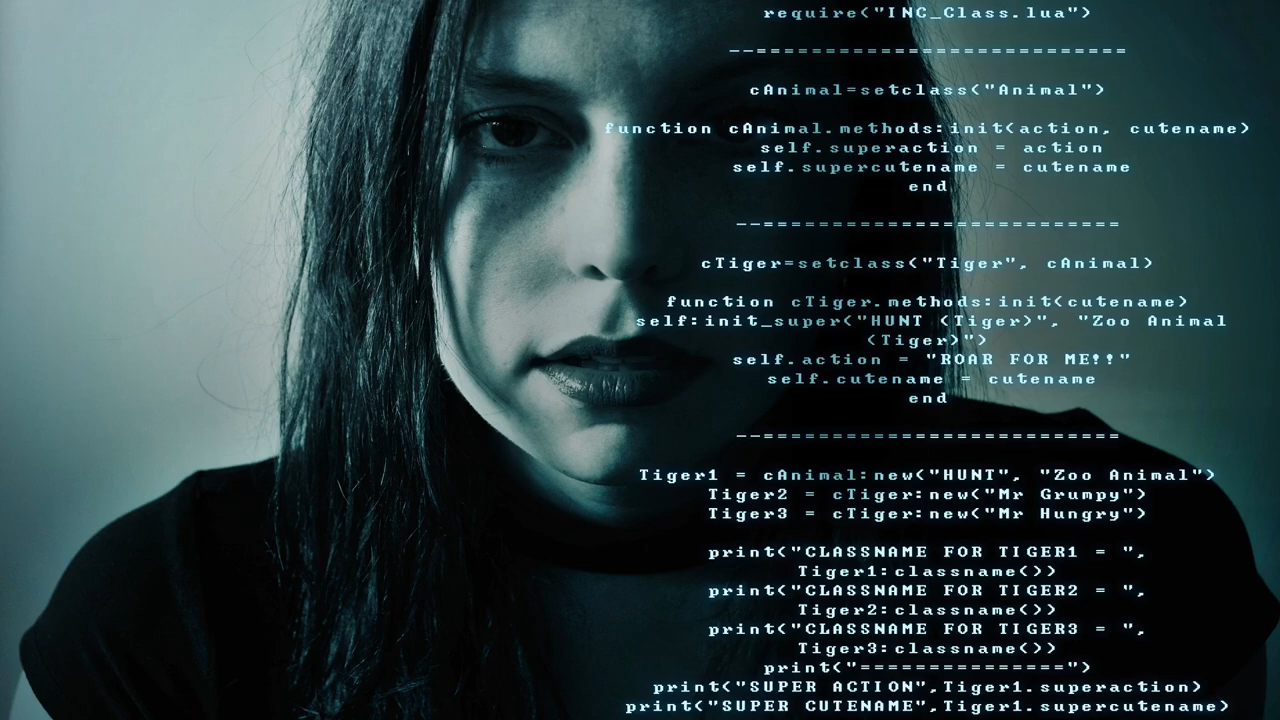 require("INC_Class.lua")
--===========================
cAnimal=setclass("Animal")
function cAnimal.methods:init(action, cutename)
self.superaction = action
self.supercutename = cutename
end
--==========================
cTiger=setclass("Tiger", cAnimal)
function cTiger.methods:init(cutename)
self:init_super("HUNT (Tiger)", "Zoo Animal
(Tiger)")
self.action = "ROAR FOR ME!!"
self.cutename = cutename
end
--==========================
Tiger1 = cAnimal:new("HUNT", "Zoo Animal")
Tiger2 = cTiger:new("Mr Grumpy")
Tiger3 = cTiger:new("Mr Hungry")
print("CLASSNAME FOR TIGER1 = ",
Tiger1:classname())
print("CLASSNAME FOR TIGER2 = ",
Tiger2:classname())
print("CLASSNAME FOR TIGER3 = ",
Tiger3:classname())
print("===============")
print("SUPER ACTION",Tiger1.superaction)
print("SUPER CUTENAME",Tiger1.supercutename)